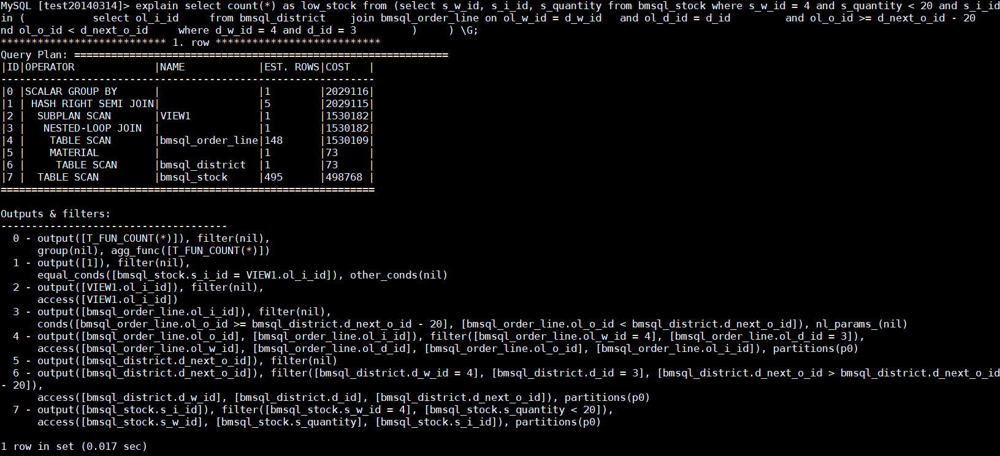 MySQL [test20140314]> explain select count(*) as low_stock from (select s_w_id, s_i_id, s_quantity from bmsql_stock where s_w_id = 4 and s_quantity < 20 and s_i_id
in (           select ol_i_id     from bmsql_district    join bmsql_order_line on ol_w_id = d_w_id   and ol_d_id = d_id         and ol_o_id >= d_next_o_id - 20
nd ol_o_id < d_next_o_id     where d_w_id = 4 and d_id = 3         )     ) \G;
*************************** 1. row ***************************
Query Plan: =============================================================
|ID|OPERATOR             |NAME            |EST. ROWS|COST   |
-------------------------------------------------------------
|0 |SCALAR GROUP BY      |                |1        |2029116|
|1 | HASH RIGHT SEMI JOIN|                |5        |2029115|
|2 |  SUBPLAN SCAN       |VIEW1           |1        |1530182|
|3 |   NESTED-LOOP JOIN  |                |1        |1530182|
|4 |    TABLE SCAN       |bmsql_order_line|148      |1530109|
|5 |    MATERIAL         |                |1        |73     |
|6 |     TABLE SCAN      |bmsql_district  |1        |73     |
|7 |  TABLE SCAN         |bmsql_stock     |495      |498768 |
=============================================================
Outputs & filters:
-------------------------------------
  0 - output([T_FUN_COUNT(*)]), filter(nil),
      group(nil), agg_func([T_FUN_COUNT(*)])
  1 - output([1]), filter(nil),
      equal_conds([bmsql_stock.s_i_id = VIEW1.ol_i_id]), other_conds(nil)
  2 - output([VIEW1.ol_i_id]), filter(nil),
      access([VIEW1.ol_i_id])
  3 - output([bmsql_order_line.ol_i_id]), filter(nil),
      conds([bmsql_order_line.ol_o_id >= bmsql_district.d_next_o_id - 20], [bmsql_order_line.ol_o_id < bmsql_district.d_next_o_id]), nl_params_(nil)
  4 - output([bmsql_order_line.ol_o_id], [bmsql_order_line.ol_i_id]), filter([bmsql_order_line.ol_w_id = 4], [bmsql_order_line.ol_d_id = 3]),
      access([bmsql_order_line.ol_w_id], [bmsql_order_line.ol_d_id], [bmsql_order_line.ol_o_id], [bmsql_order_line.ol_i_id]), partitions(p0)
  5 - output([bmsql_district.d_next_o_id]), filter(nil)
  6 - output([bmsql_district.d_next_o_id]), filter([bmsql_district.d_w_id = 4], [bmsql_district.d_id = 3], [bmsql_district.d_next_o_id > bmsql_district.d_next_o_id
- 20]),
      access([bmsql_district.d_w_id], [bmsql_district.d_id], [bmsql_district.d_next_o_id]), partitions(p0)
  7 - output([bmsql_stock.s_i_id]), filter([bmsql_stock.s_w_id = 4], [bmsql_stock.s_quantity < 20]),
      access([bmsql_stock.s_w_id], [bmsql_stock.s_quantity], [bmsql_stock.s_i_id]), partitions(p0)
1 row in set (0.017 sec)